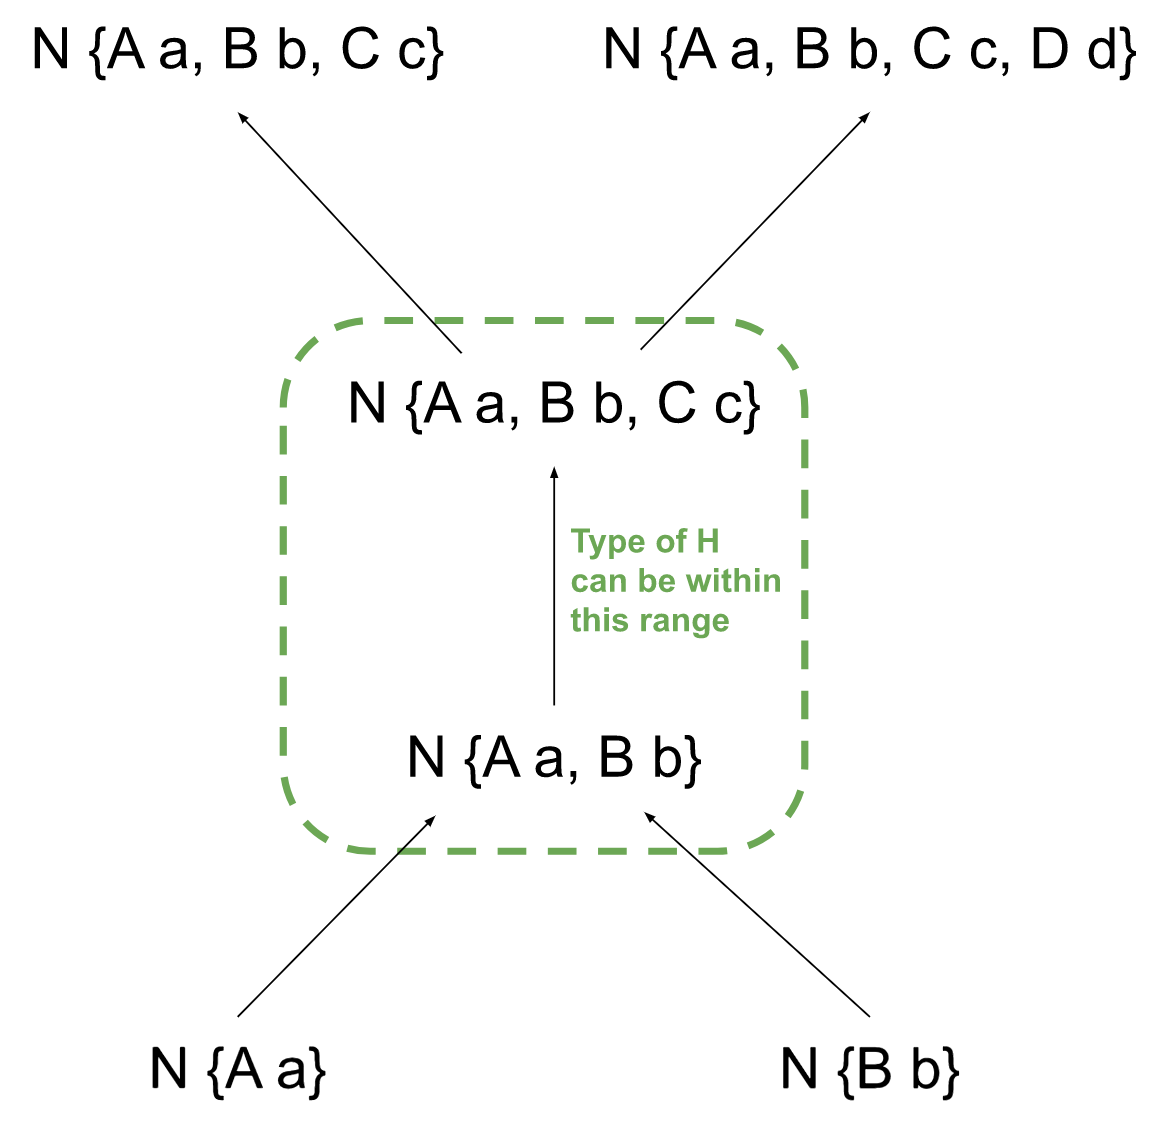 N {A a, B b, C c}
N {A a, B b, C c, D d}
N {A a, B b, C c}
Type of H
can be within
this range
N {A a, B b}
N {A a}
N {B b}